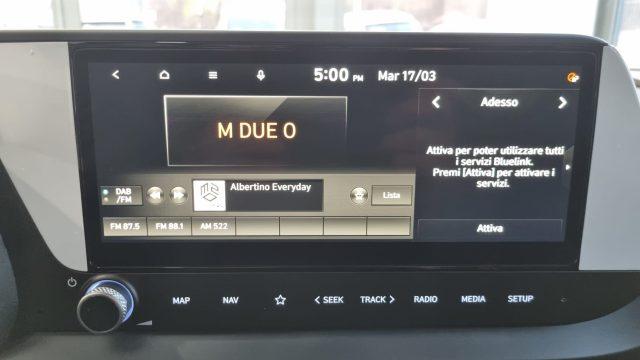 5:00 PM Mar 17/03
M DUE O
Adesso
Attiva per poter utilizzare tutti
i servizi Bluelink.
Premi [Attiva] per attivare i
servizi.
Attiva
DAB
/FM
Albertino Everyday
Lista
FM 87.5 FM 88.1 AM 522
MAP NAV SEEK TRACK RADIO MEDIA SETUP